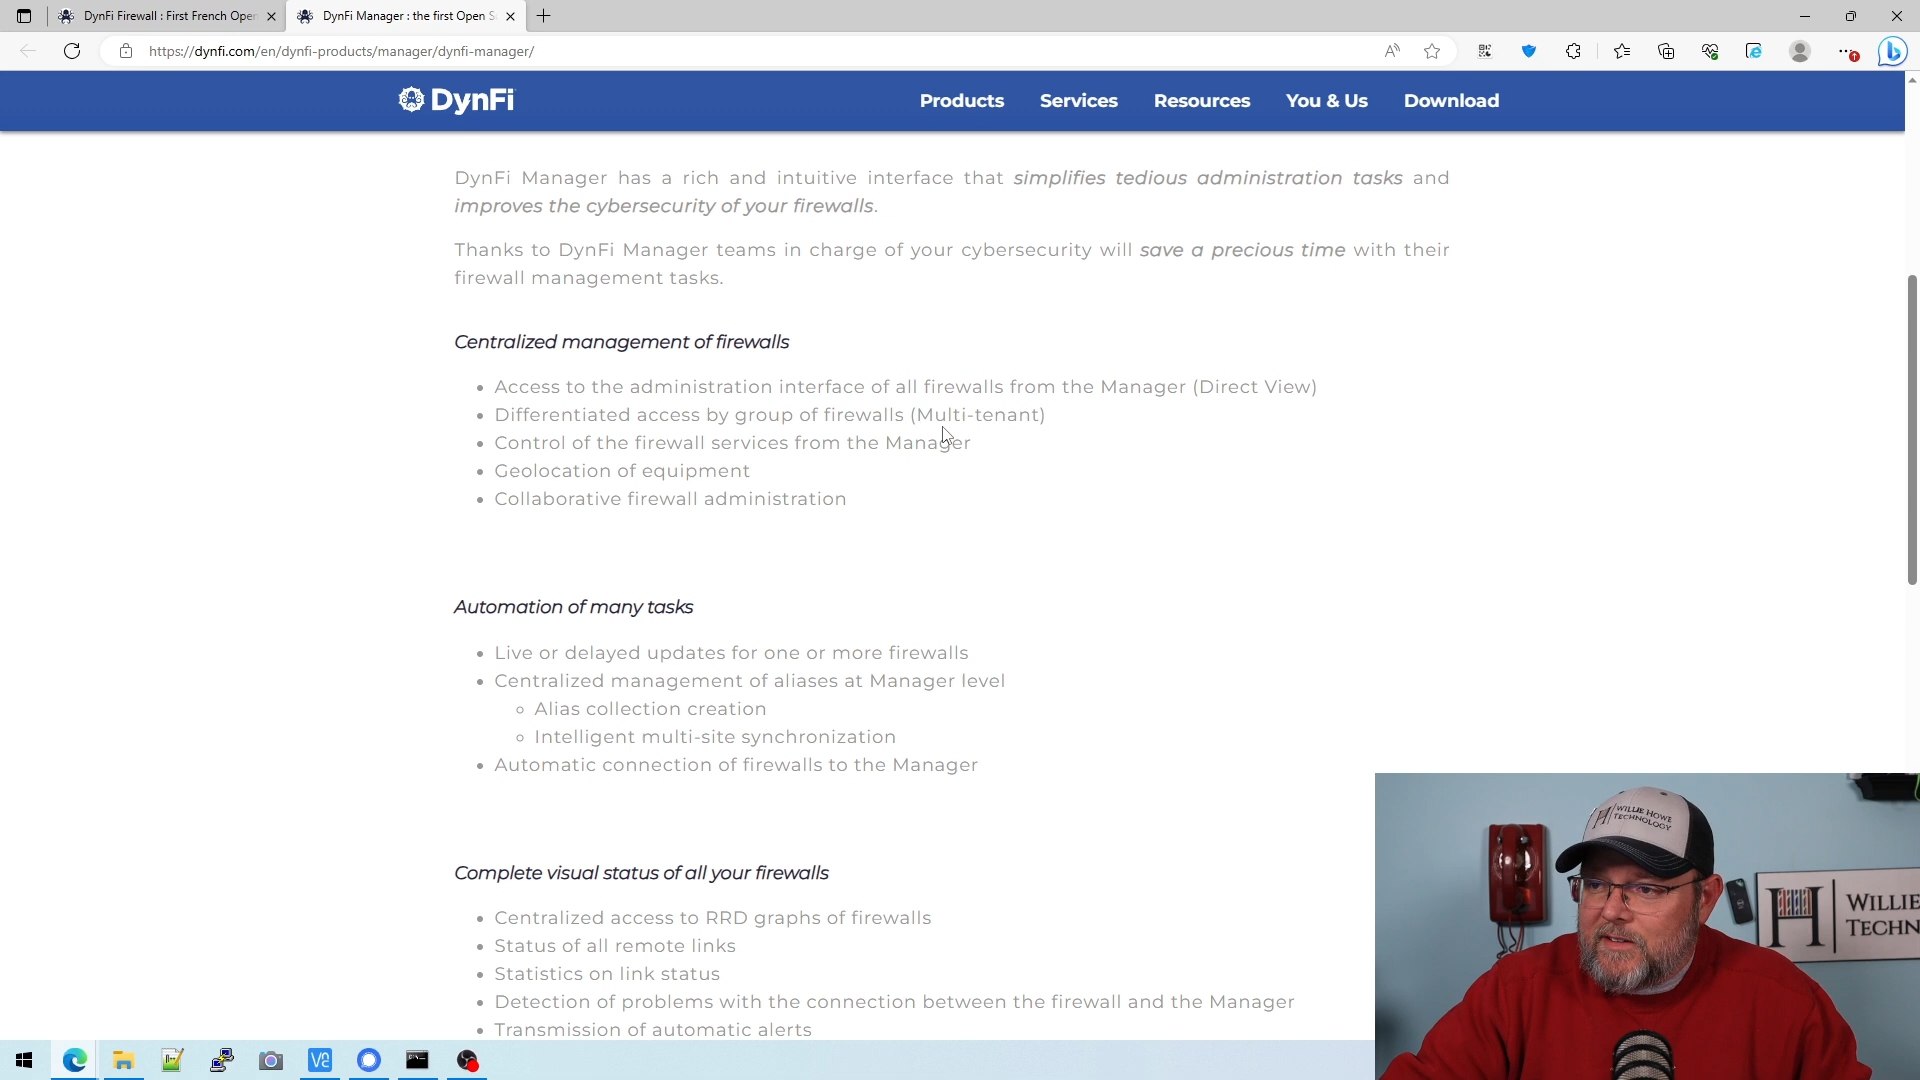 DynFi Firewall : First French Open
DynFi Manager : the first Open S
https://dynfi.com/en/dynfi-products/manager/dynfi-manager/
DynFi
Products
Services
Resources
You & Us
Download
DynFi Manager has a rich and intuitive interface that simplifies tedious administration tasks and
improves the cybersecurity of your firewalls.
Thanks to DynFi Manager teams in charge of your cybersecurity will save a precious time with their
firewall management tasks.
Centralized management of firewalls
• Access to the administration interface of all firewalls from the Manager (Direct View)
• Differentiated access by group of firewalls (Multi-tenant)
• Control of the firewall services from the Manager
• Geolocation of equipment
• Collaborative firewall administration
Automation of many tasks
• Live or delayed updates for one or more firewalls
• Centralized management of aliases at Manager level
○ Alias collection creation
○ Intelligent multi-site synchronization
• Automatic connection of firewalls to the Manager
Complete visual status of all your firewalls
• Centralized access to RRD graphs of firewalls
• Status of all remote links
• Statistics on link status
• Detection of problems with the connection between the firewall and the Manager
• Transmission of automatic alerts
WILLIE HOWE
TECHNOLOGY
WILLIE
TECHN